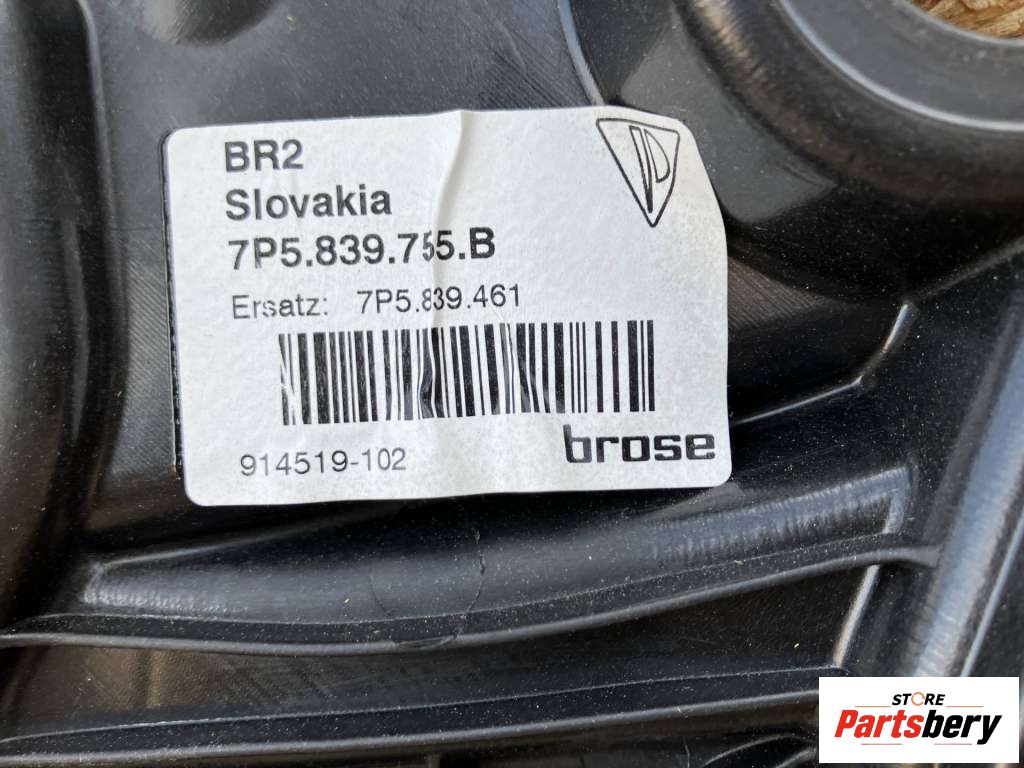 BR2
Slovakia
7P5.839.755.B
Ersatz: 7P5.839.461
914519-102
brose
STORE
Partsbery